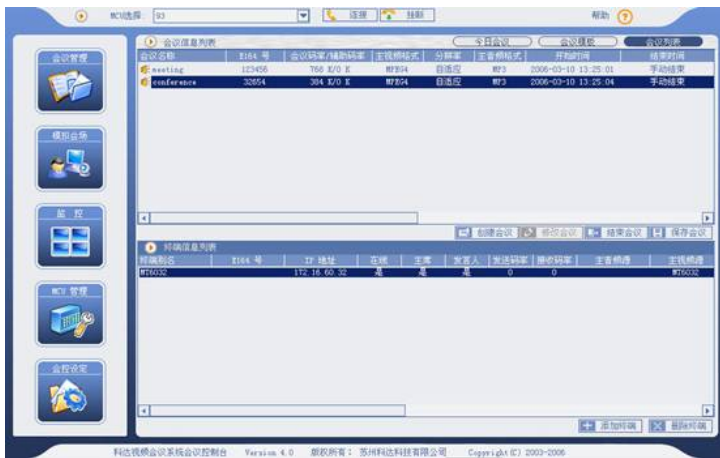 MCU选择 93 连接 挂断 帮助
会议信息列表 今日会议 会议模板 会议列表
会议名称 E164 号 会议码率/辅助码率 主视频格式 分辨率 主音频格式 开始时间 结束时间
meeting 123456 768 K/0 K MPEG4 自适应 MP3 2006-03-10 13:25:01 手动结束
conference 32654 384 K/0 K MPEG4 自适应 MP3 2006-03-10 13:25:04 手动结束
会议管理
模拟会场
监 控
MCU 管理
会控设定
创建会议 修改会议 结束会议 保存会议
终端信息列表
终端别名 E164 号 IP 地址 在线 主席 发言人 发送码率 接收码率 主音频源 主视频源
MT6032 172.16.60.32 是 是 是 0 0 MT6032
添加终端 删除终端
科达视频会议系统会议控制台 Version 4.0 版权所有： 苏州科达科技有限公司 Copyright(C) 2003-2006